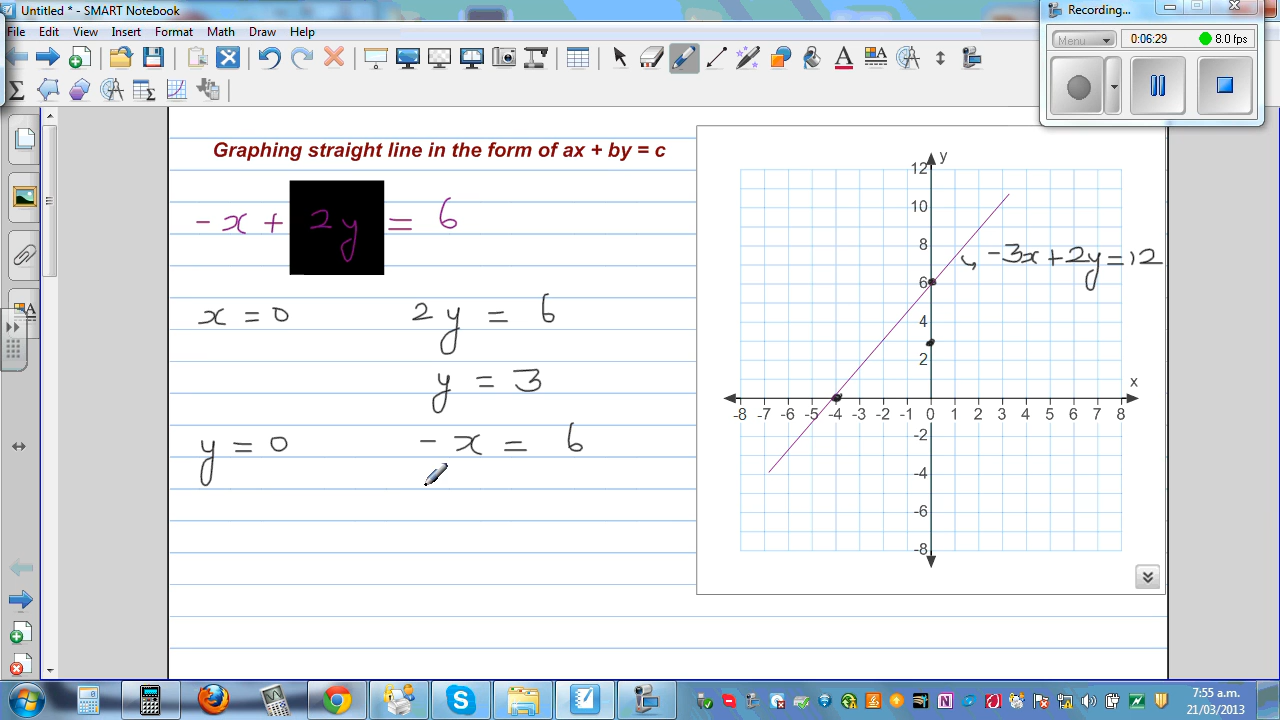 Untitled * - SMART Notebook
Recording...
File Edit View Insert Format Math Draw Help
Menu
0:06:29
8.0 fps
Graphing straight line in the form of ax + by = c
-x + 2y = 6
x = 0 2y = 6
y = 3
y = 0 -x = 6
y
12
10
8
-3x+2y=12
6
4
2
x
-8 -7 -6 -5 -4 -3 -2 -1 0 1 2 3 4 5 6 7 8
-2
-4
-6
-8
7:55 a.m.
21/03/2013